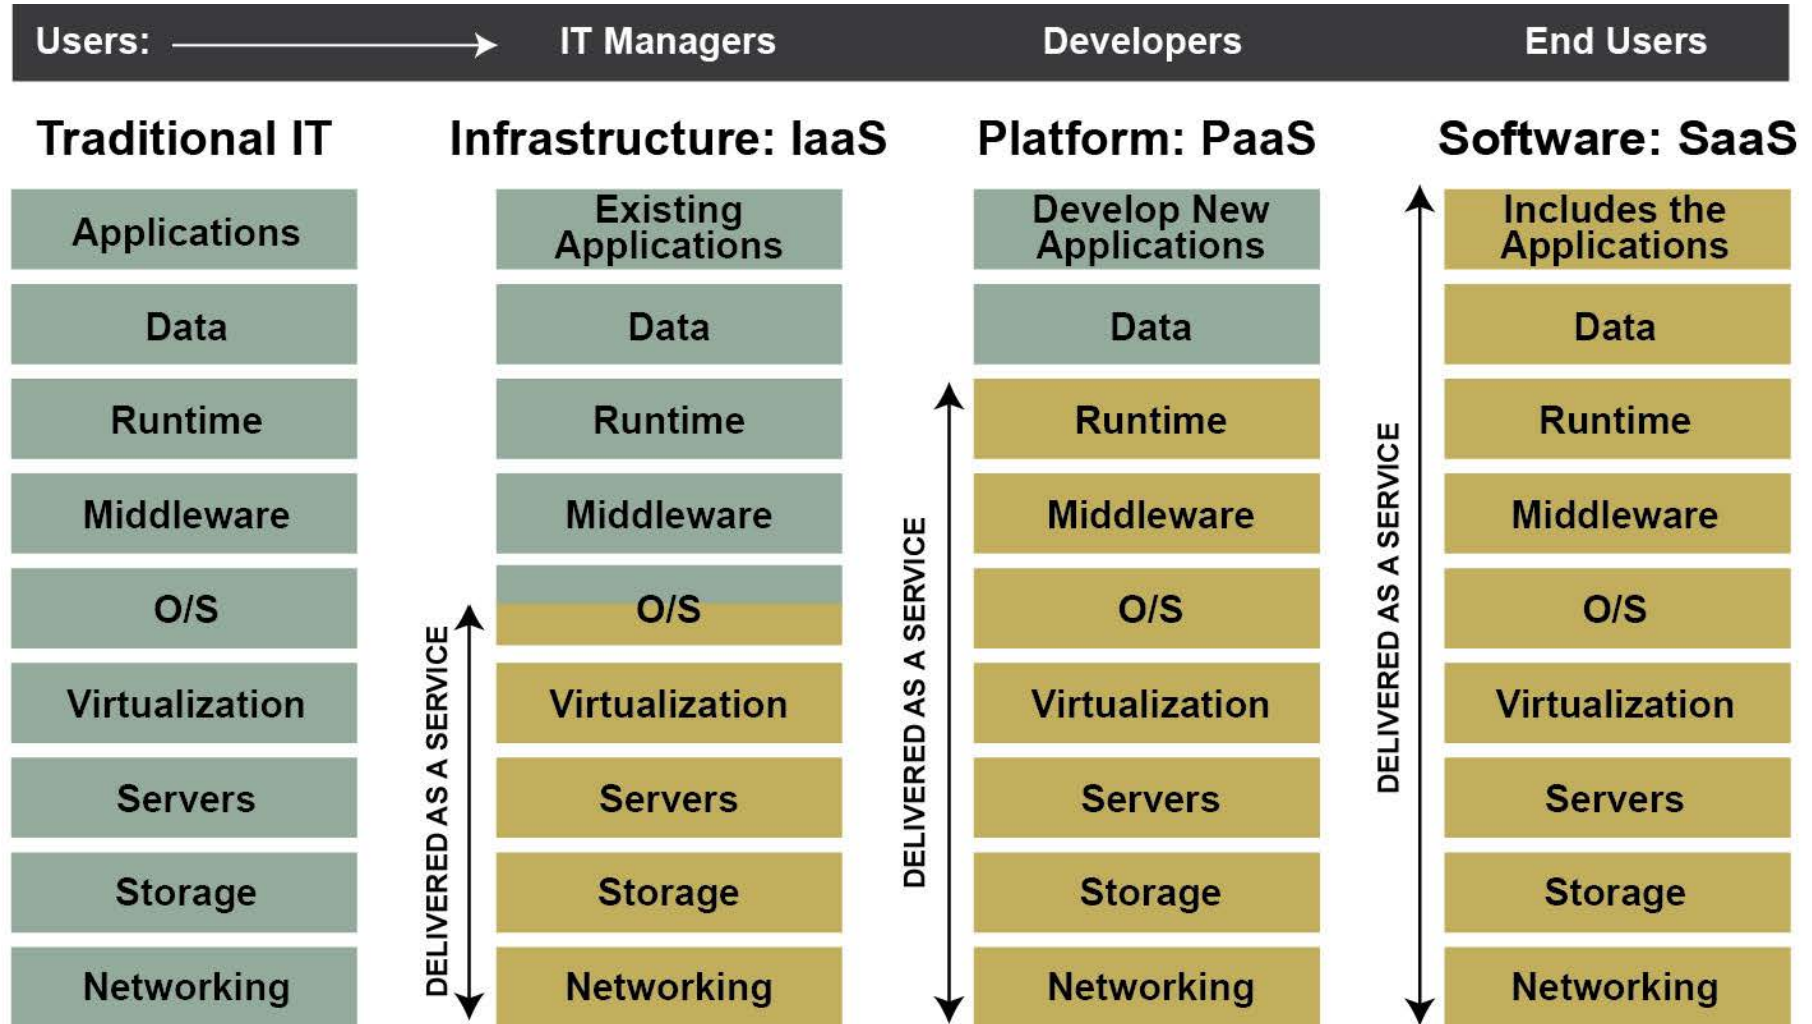 Users: IT Managers Developers End Users
Traditional IT
Applications
Data
Runtime
Middleware
O/S
Virtualization
Servers
Storage
Networking
Infrastructure: IaaS
Existing
Applications
Data
Runtime
Middleware
O/S
Virtualization
Servers
Storage
Networking
DELIVERED AS A SERVICE
Platform: PaaS
Develop New
Applications
Data
Runtime
Middleware
O/S
Virtualization
Servers
Storage
Networking
DELIVERED AS A SERVICE
Software: SaaS
Includes the
Applications
Data
Runtime
Middleware
O/S
Virtualization
Servers
Storage
Networking
DELIVERED AS A SERVICE